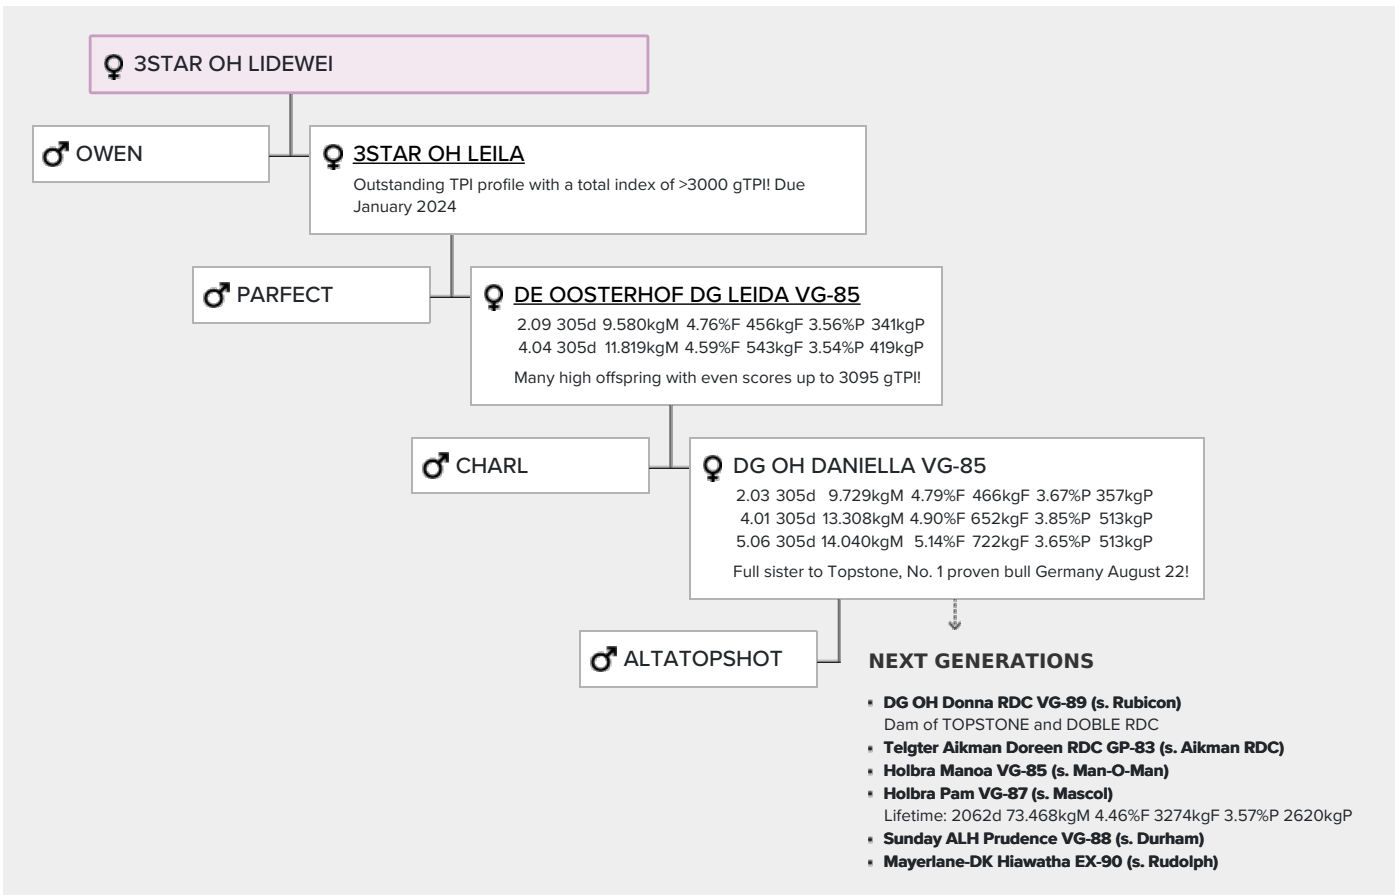 3STAR OH LIDEWEI
OWEN
3STAR OH LEILA
Outstanding TPI profile with a total index of >3000 gTPI! Due
January 2024
PARFECT
DE OOSTERHOF DG LEIDA VG-85
2.09 305d 9.580kgM 4.76%F 456kgF 3.56%P 341kgP
4.04 305d 11.819kgM 4.59%F 543kgF 3.54%P 419kgP
Many high offspring with even scores up to 3095 gTPI!
CHARL
DG OH DANIELLA VG-85
2.03 305d 9.729kgM 4.79%F 466kgF 3.67%P 357kgP
4.01 305d 13.308kgM 4.90%F 652kgF 3.85%P 513kgP
5.06 305d 14.040kgM 5.14%F 722kgF 3.65%P 513kgP
Full sister to Topstone, No. 1 proven bull Germany August 22!
ALTATOPSHOT
NEXT GENERATIONS
DG OH Donna RDC VG-89 (s. Rubicon)
Dam of TOPSTONE and DOBLE RDC
Telgter Aikman Doreen RDC GP-83 (s. Aikman RDC)
Holbra Manoa VG-85 (s. Man-O-Man)
Holbra Pam VG-87 (s. Mascol)
Lifetime: 2062d 73.468kgM 4.46%F 3274kgF 3.57%P 2620kgP
Sunday ALH Prudence VG-88 (s. Durham)
Mayerlane-DK Hiawatha EX-90 (s. Rudolph)